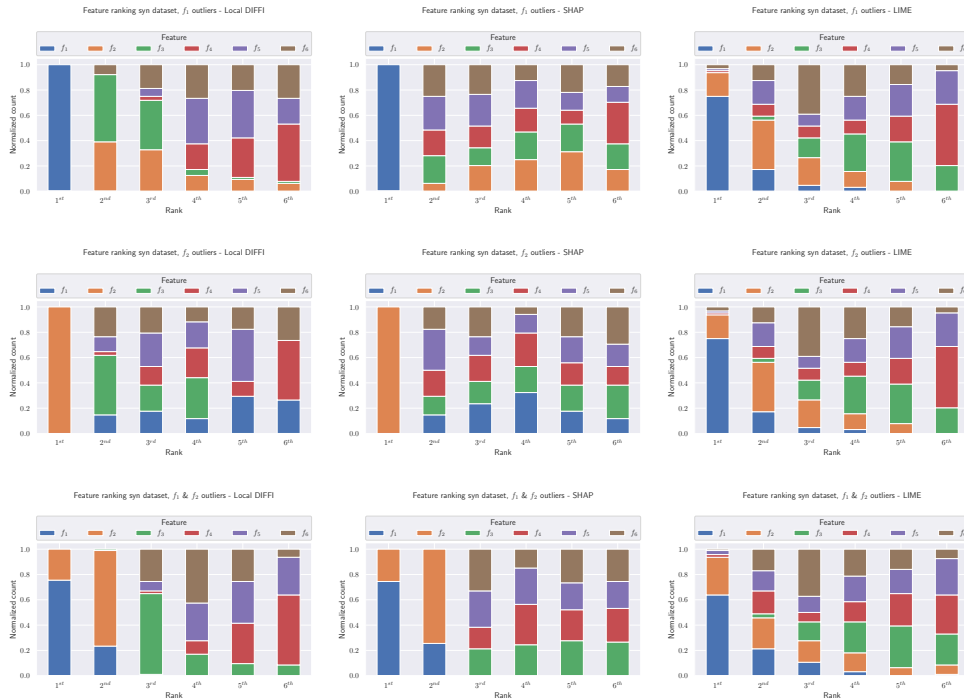 Feature ranking syn dataset, f₁ outliers - Local DIFFI
Feature
f₁ f₂ f₃ f₄ f₅ f₆
Normalized count
1.0
0.8
0.6
0.4
0.2
0.0
1ˢᵗ 2ⁿᵈ 3ʳᵈ 4ᵗʰ 5ᵗʰ 6ᵗʰ
Rank
Feature ranking syn dataset, f₁ outliers - SHAP
Feature
f₁ f₂ f₃ f₄ f₅ f₆
Normalized count
1.0
0.8
0.6
0.4
0.2
0.0
1ˢᵗ 2ⁿᵈ 3ʳᵈ 4ᵗʰ 5ᵗʰ 6ᵗʰ
Rank
Feature ranking syn dataset, f₁ outliers - LIME
Feature
f₁ f₂ f₃ f₄ f₅ f₆
Normalized count
1.0
0.8
0.6
0.4
0.2
0.0
1ˢᵗ 2ⁿᵈ 3ʳᵈ 4ᵗʰ 5ᵗʰ 6ᵗʰ
Rank
Feature ranking syn dataset, f₂ outliers - Local DIFFI
Feature
f₁ f₂ f₃ f₄ f₅ f₆
Normalized count
1.0
0.8
0.6
0.4
0.2
0.0
1ˢᵗ 2ⁿᵈ 3ʳᵈ 4ᵗʰ 5ᵗʰ 6ᵗʰ
Rank
Feature ranking syn dataset, f₂ outliers - SHAP
Feature
f₁ f₂ f₃ f₄ f₅ f₆
Normalized count
1.0
0.8
0.6
0.4
0.2
0.0
1ˢᵗ 2ⁿᵈ 3ʳᵈ 4ᵗʰ 5ᵗʰ 6ᵗʰ
Rank
Feature ranking syn dataset, f₂ outliers - LIME
Feature
f₁ f₂ f₃ f₄ f₅ f₆
Normalized count
1.0
0.8
0.6
0.4
0.2
0.0
1ˢᵗ 2ⁿᵈ 3ʳᵈ 4ᵗʰ 5ᵗʰ 6ᵗʰ
Rank
Feature ranking syn dataset, f₁ & f₂ outliers - Local DIFFI
Feature
f₁ f₂ f₃ f₄ f₅ f₆
Normalized count
1.0
0.8
0.6
0.4
0.2
0.0
1ˢᵗ 2ⁿᵈ 3ʳᵈ 4ᵗʰ 5ᵗʰ 6ᵗʰ
Rank
Feature ranking syn dataset, f₁ & f₂ outliers - SHAP
Feature
f₁ f₂ f₃ f₄ f₅ f₆
Normalized count
1.0
0.8
0.6
0.4
0.2
0.0
1ˢᵗ 2ⁿᵈ 3ʳᵈ 4ᵗʰ 5ᵗʰ 6ᵗʰ
Rank
Feature ranking syn dataset, f₁ & f₂ outliers - LIME
Feature
f₁ f₂ f₃ f₄ f₅ f₆
Normalized count
1.0
0.8
0.6
0.4
0.2
0.0
1ˢᵗ 2ⁿᵈ 3ʳᵈ 4ᵗʰ 5ᵗʰ 6ᵗʰ
Rank